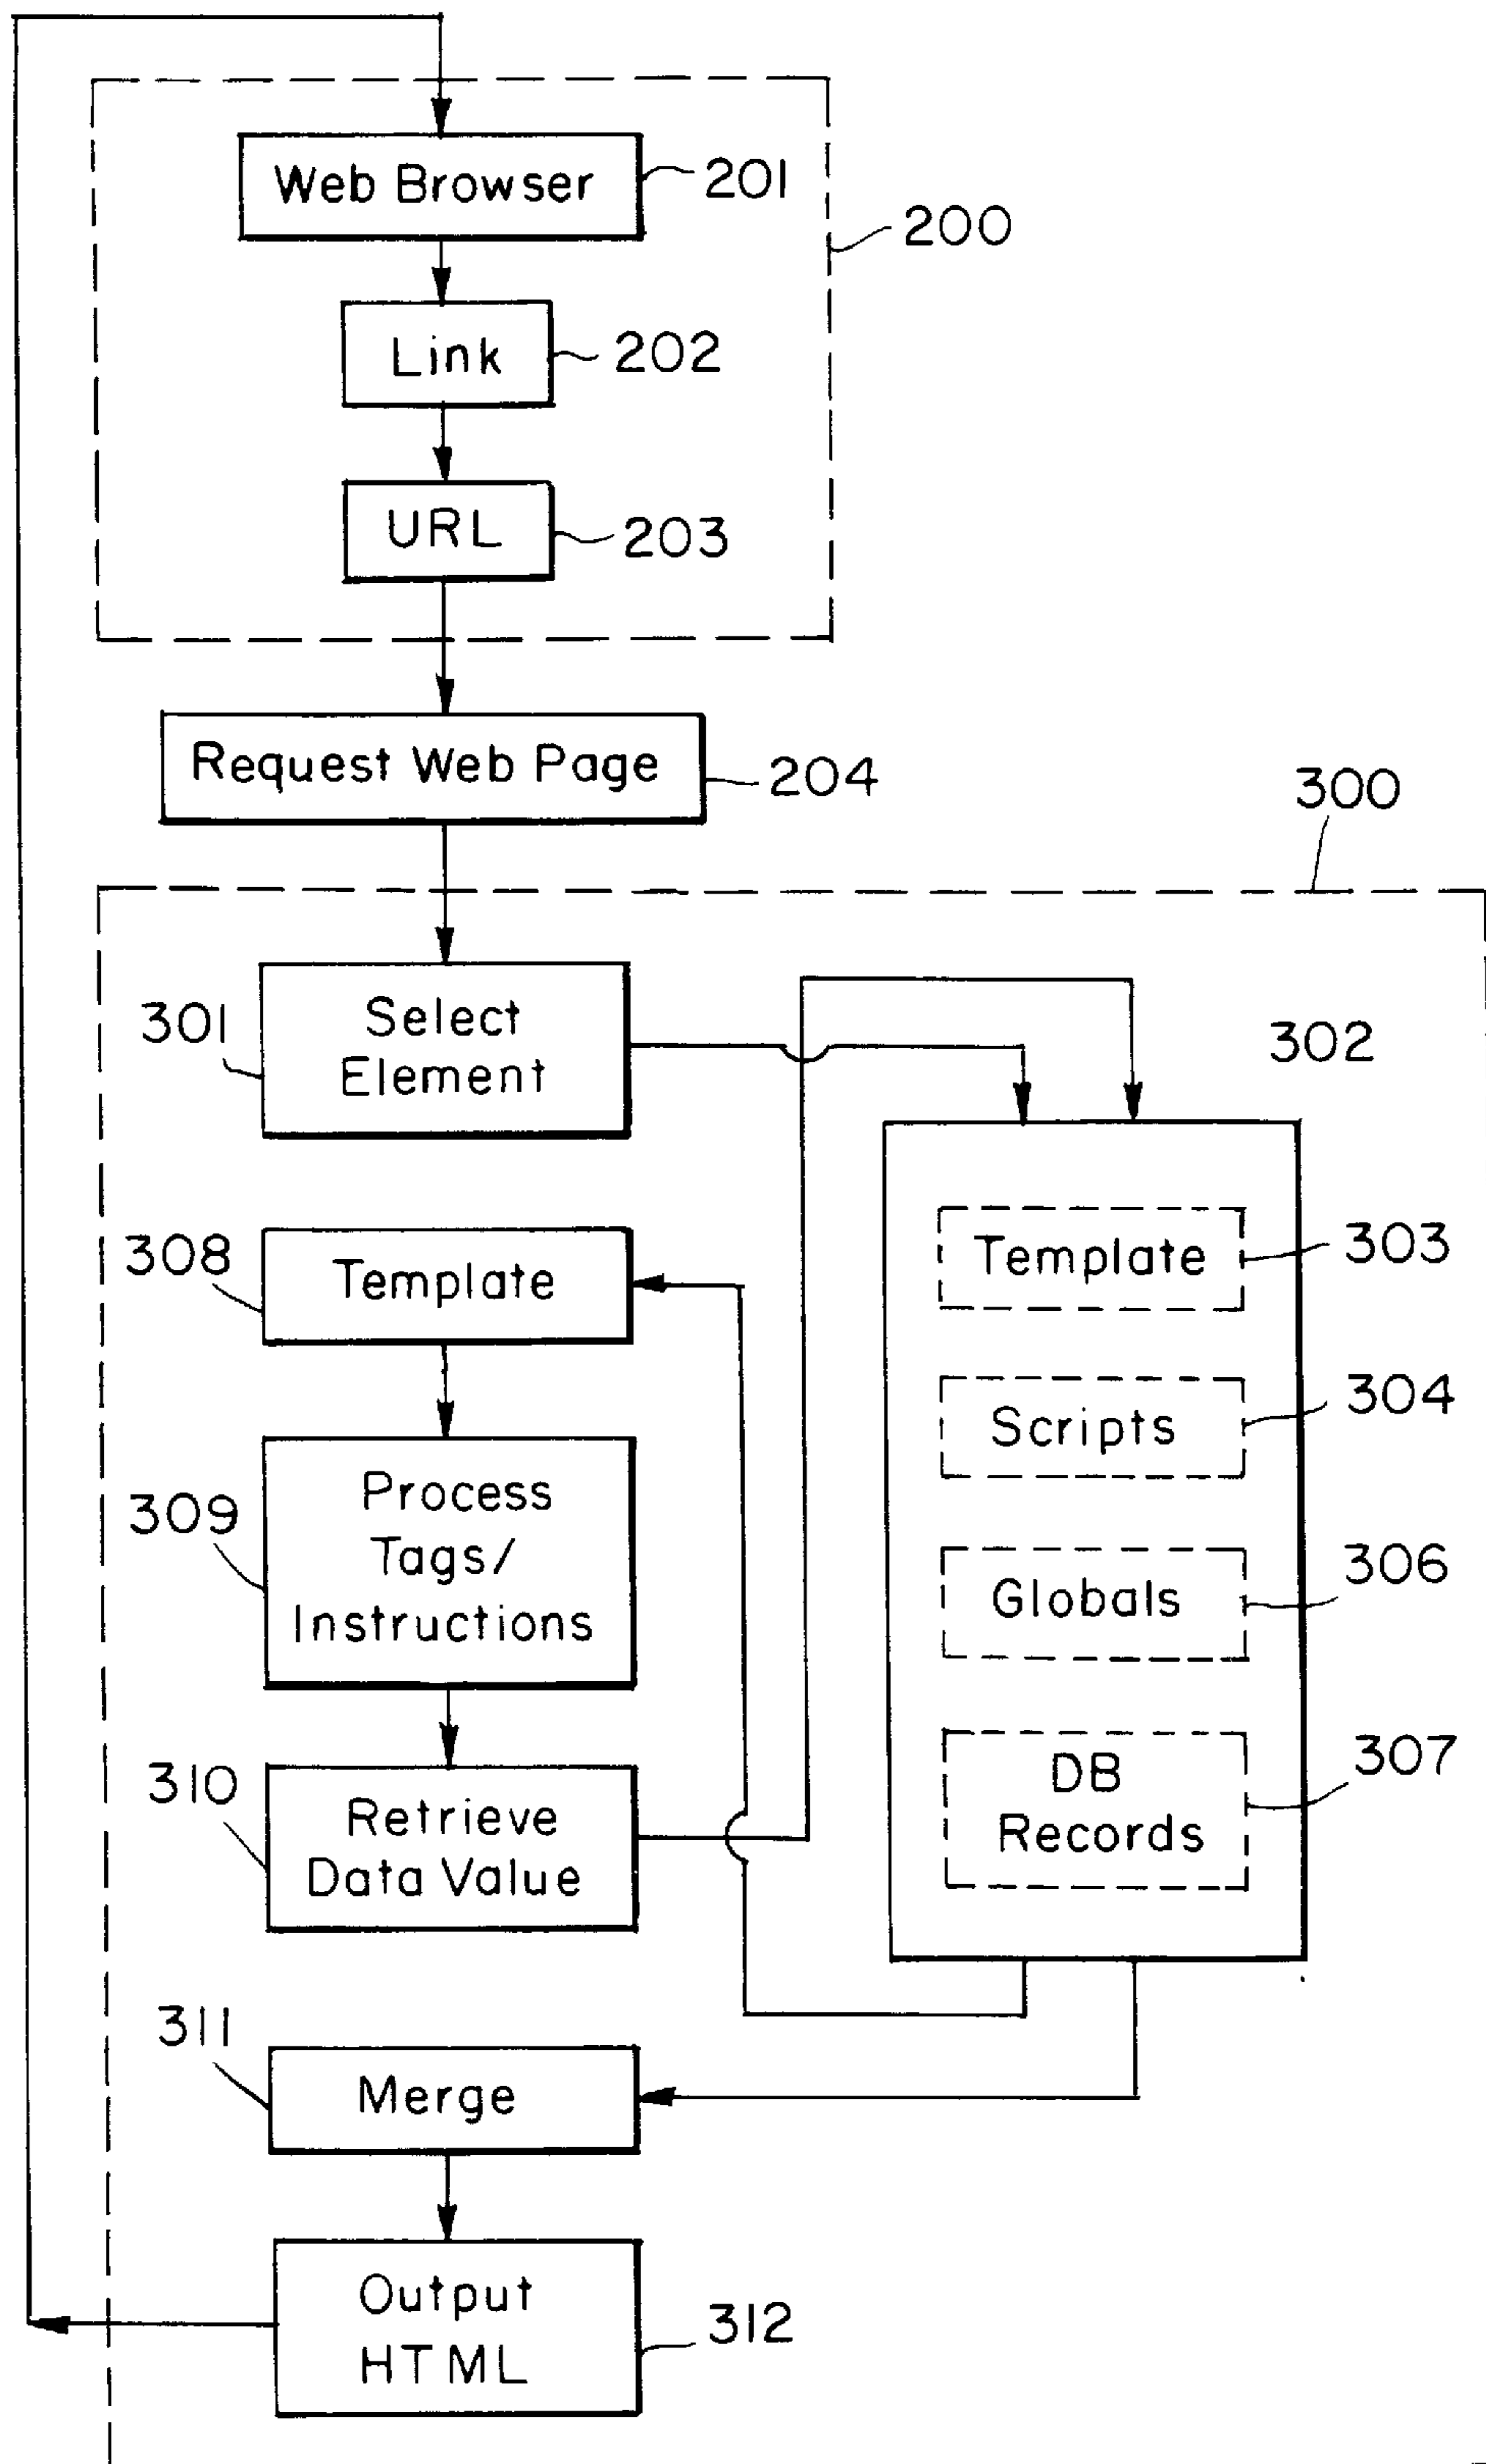 Web Browser
201
200
Link
202
URL
203
Request Web Page
204
300
301
Select
Element
302
308
Template
Template
303
Scripts
304
309
Process
Tags/
Instructions
Globals
306
310
Retrieve
Data Value
DB
Records
307
311
Merge
Output
HTML
312